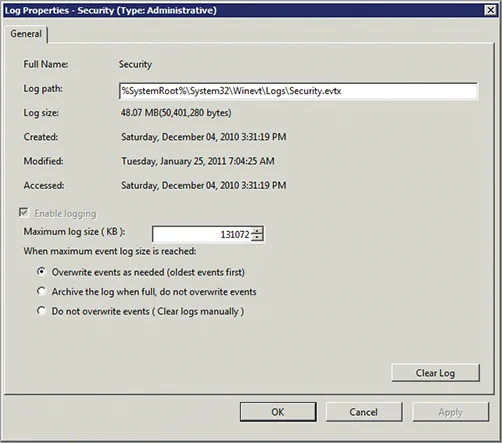 Log Properties - Security (Type: Administrative)
General
Full Name: Security
Log path: %SystemRoot%\System32\Winevt\Logs\Security.evtx
Log size: 48.07 MB(50,401,280 bytes)
Created: Saturday, December 04, 2010 3:31:19 PM
Modified: Tuesday, January 25, 2011 7:04:25 AM
Accessed: Saturday, December 04, 2010 3:31:19 PM
Enable logging
Maximum log size ( KB ): 131072
When maximum event log size is reached:
Overwrite events as needed (oldest events first)
Archive the log when full, do not overwrite events
Do not overwrite events ( Clear logs manually )
Clear Log
OK Cancel Apply